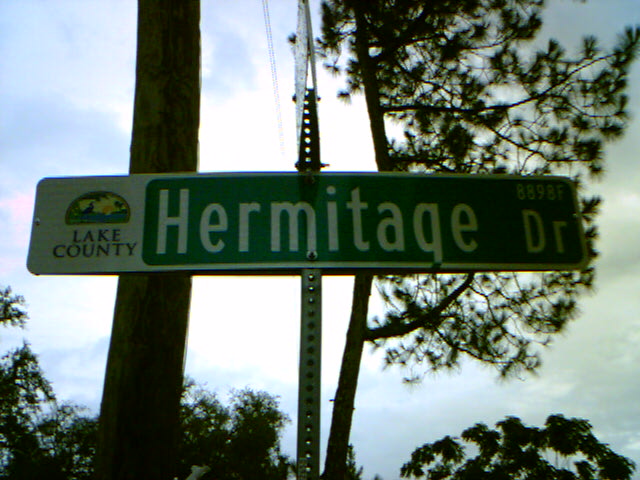 LAKE
COUNTY
8898F
Hermitage Dr